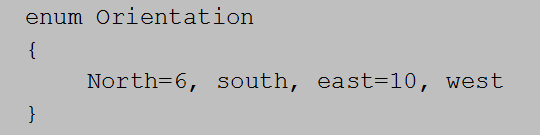 enum Orientation
{
North=6, south, east=10, west
}